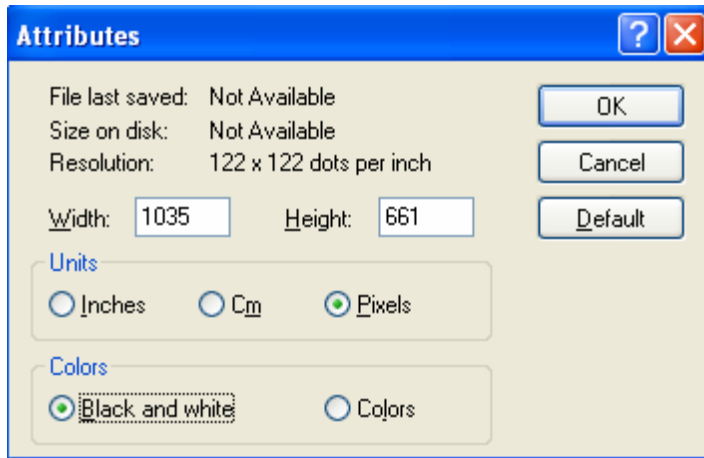 Attributes
?
File last saved: Not Available
OK
Size on disk: Not Available
Resolution: 122 x 122 dots per inch
Cancel
Width: 1035 Height: 661
Default
Units
Inches Cm Pixels
Colors
Black and white Colors